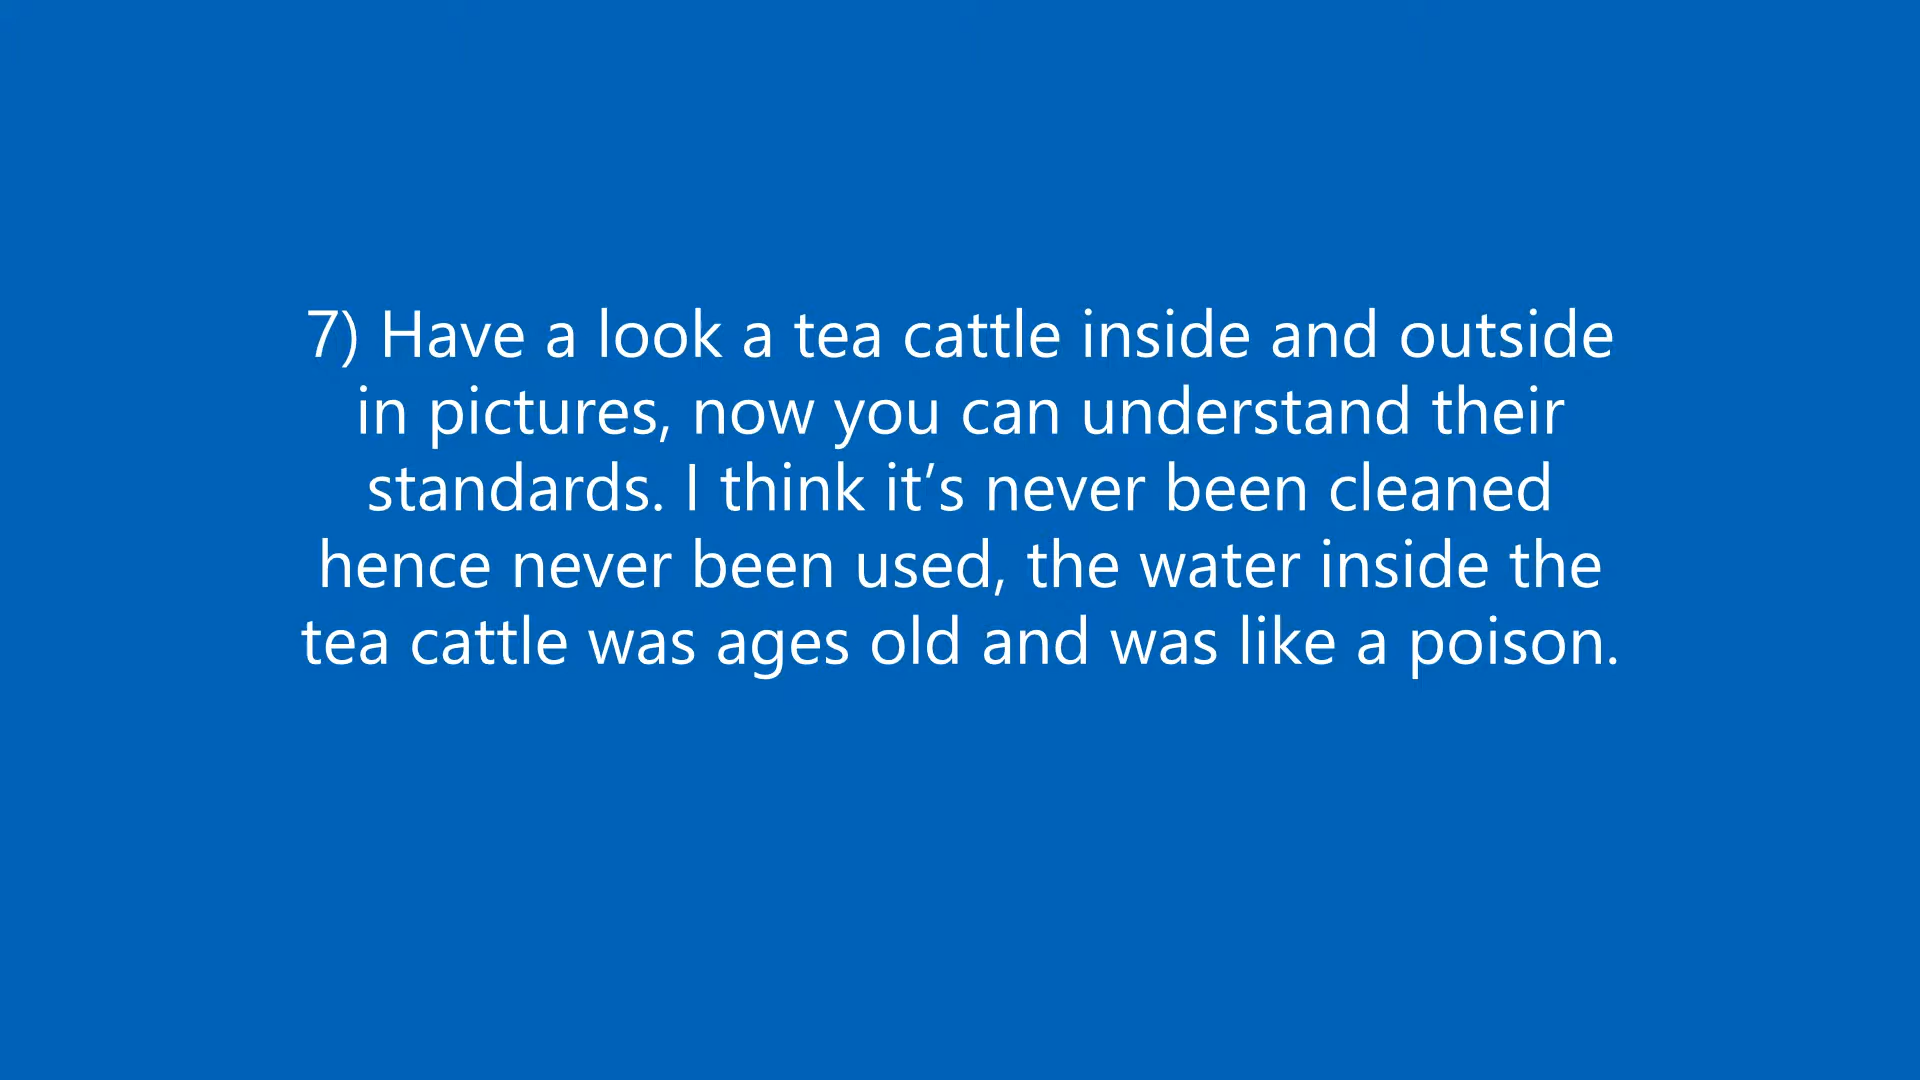 7) Have a look a tea cattle inside and outside
in pictures, now you can understand their
standards. I think it’s never been cleaned
hence never been used, the water inside the
tea cattle was ages old and was like a poison.